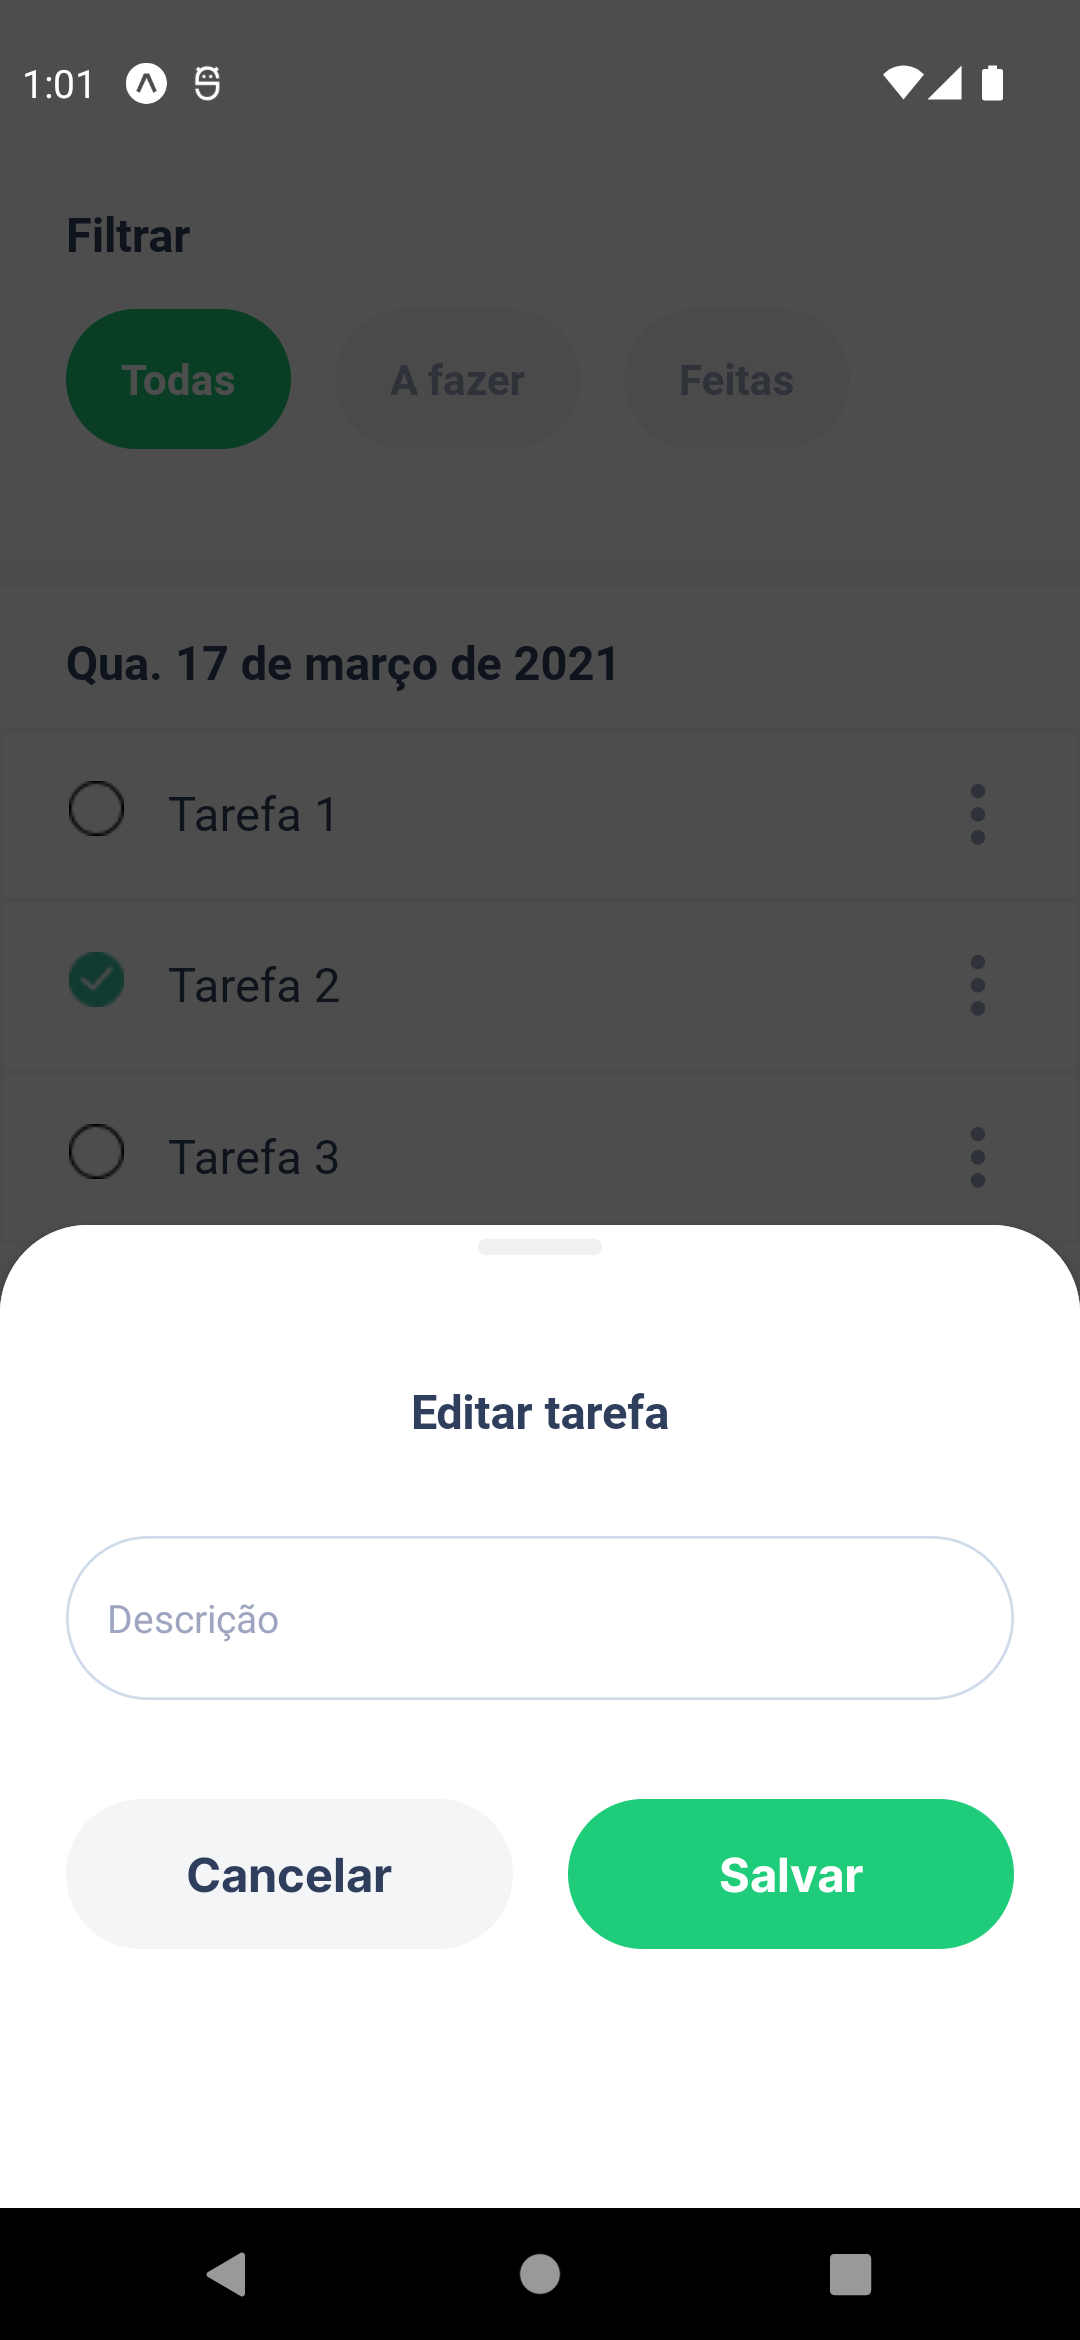 1:01
Filtrar
Todas A fazer Feitas
Qua. 17 de março de 2021
Tarefa 1
Tarefa 2
Tarefa 3
Editar tarefa
Descrição
Cancelar Salvar